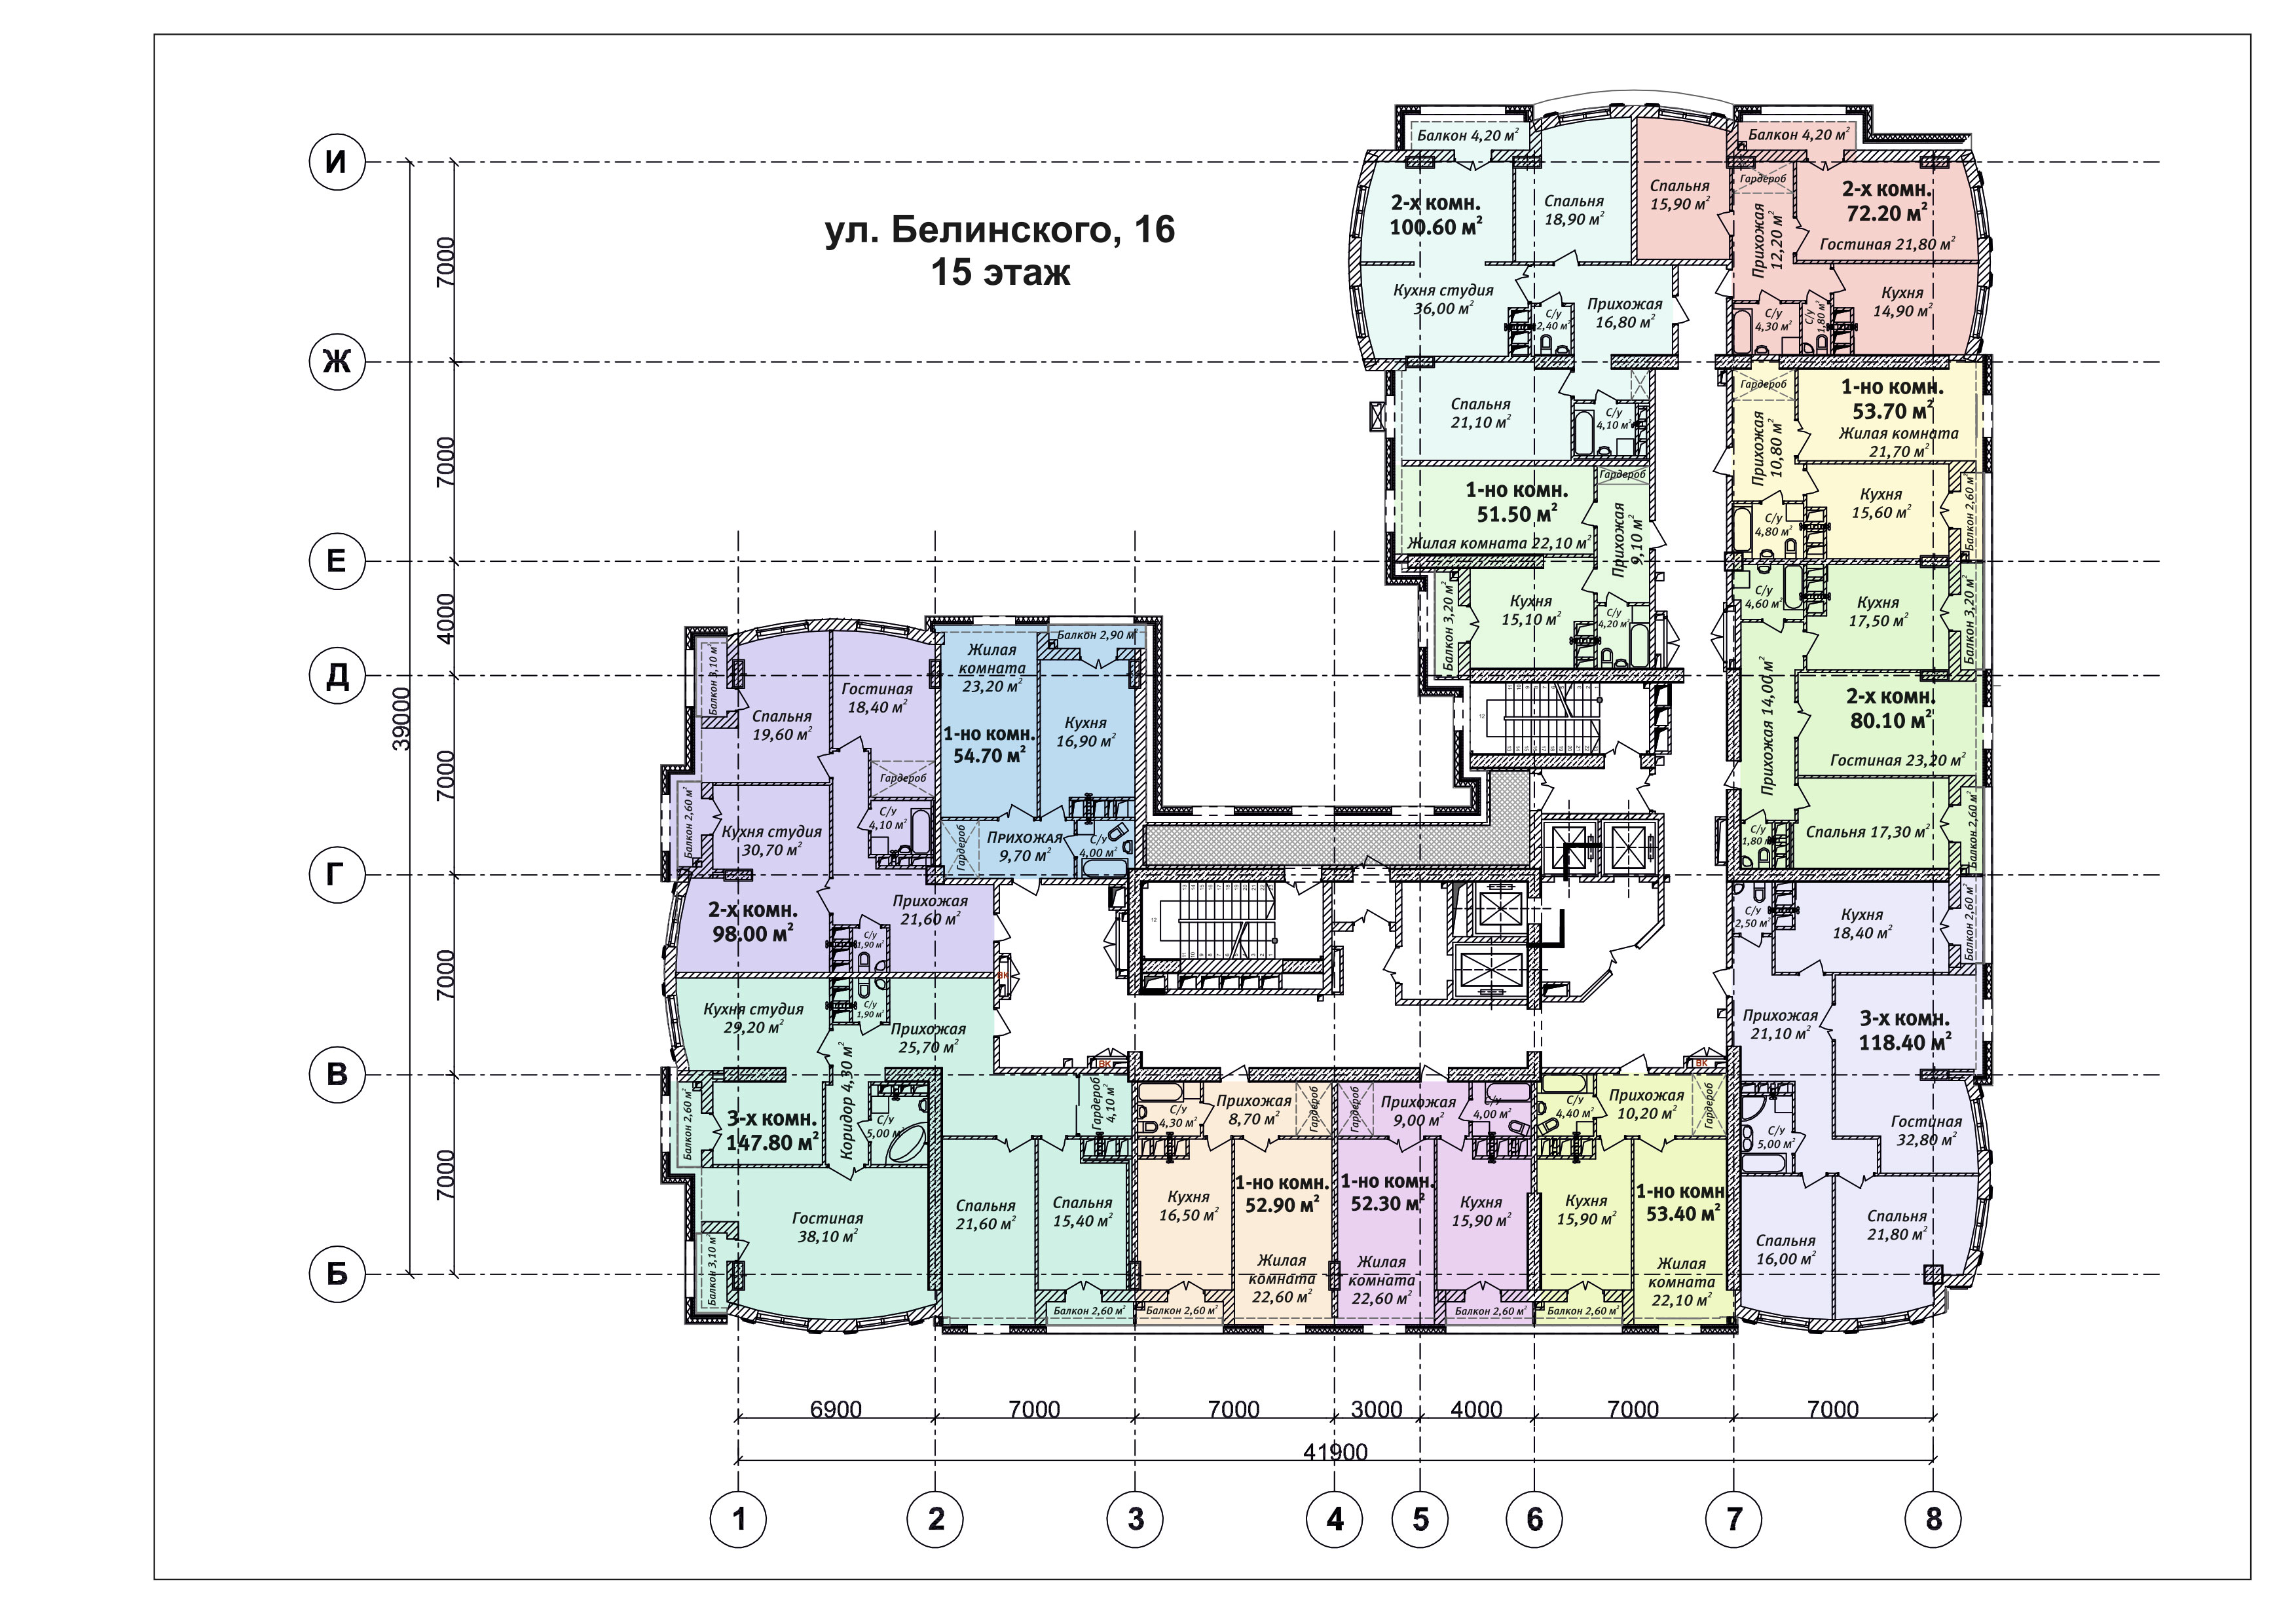 ул. Белинского, 16
15 этаж
И
Ж
Е
Д
Г
В
Б
7000
7000
4000
7000
7000
7000
39000
Балкон 4,20 м²
2-х комн.
100.60 м²
Спальня
18,90 м²
Кухня студия
36,00 м²
С/у
2,40 м²
Прихожая
16,80 м²
Спальня
21,10 м²
С/у
4,10 м²
Балкон 4,20 м²
Спальня
15,90 м²
Гардероб
Прихожая
12,20 м²
2-х комн.
72.20 м²
Гостиная 21,80 м²
Кухня
14,90 м²
С/у
4,30 м²
С/у
1,80 м²
Гардероб
1-но комн.
53.70 м²
Жилая комната
21,70 м²
Прихожая
10,80 м²
Кухня
15,60 м²
С/у
4,80 м²
Балкон 2,60 м²
Гардероб
1-но комн.
51.50 м²
Жилая комната 22,10 м²
Прихожая
9,10 м²
Кухня
15,10 м²
С/у
4,20 м²
Балкон 3,20 м²
С/у
4,60 м²
Кухня
17,50 м²
Балкон 3,20 м²
Прихожая 14,00 м²
2-х комн.
80.10 м²
Гостиная 23,20 м²
Спальня 17,30 м²
С/у
1,80 м²
Балкон 2,60 м²
Балкон 3,10 м²
Спальня
19,60 м²
Гостиная
18,40 м²
Гардероб
С/у
4,10 м²
Балкон 2,60 м²
Кухня студия
30,70 м²
2-х комн.
98.00 м²
Прихожая
21,60 м²
С/у
1,90 м²
Жилая
комната
23,20 м²
Балкон 2,90 м²
1-но комн.
54.70 м²
Кухня
16,90 м²
Гардероб
Прихожая
9,70 м²
С/у
4,00 м²
С/у
2,50 м²
Кухня
18,40 м²
Балкон 2,60 м²
Прихожая
21,10 м²
3-х комн.
118.40 м²
Гостиная
32,80 м²
С/у
5,00 м²
Спальня
16,00 м²
Спальня
21,80 м²
ВК
ВК
ВК
Кухня студия
29,20 м²
С/у
1,90 м²
Прихожая
25,70 м²
Коридор 4,30 м²
3-х комн.
147.80 м²
Балкон 2,60 м²
С/у
5,00 м²
Гардероб
4,10 м²
Гостиная
38,10 м²
Балкон 3,10 м²
Спальня
21,60 м²
Спальня
15,40 м²
Балкон 2,60 м²
С/у
4,30 м²
Прихожая
8,70 м²
Гардероб
Кухня
16,50 м²
1-но комн.
52.90 м²
Жилая
комната
22,60 м²
Балкон 2,60 м²
Гардероб
Прихожая
9,00 м²
С/у
4,00 м²
1-но комн.
52.30 м²
Кухня
15,90 м²
Жилая
комната
22,60 м²
Балкон 2,60 м²
С/у
4,40 м²
Прихожая
10,20 м²
Гардероб
Кухня
15,90 м²
1-но комн.
53.40 м²
Жилая
комната
22,10 м²
Балкон 2,60 м²
6900
7000
7000
3000
4000
7000
7000
41900
1
2
3
4
5
6
7
8